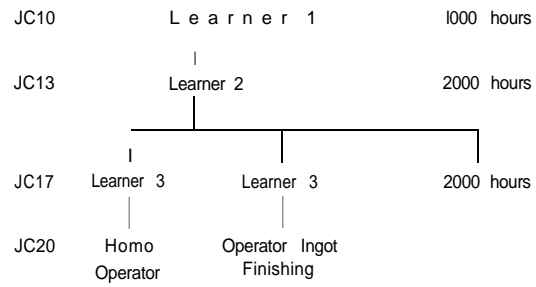 JC10 Learner 1 l000 hours
JC13 Learner 2 2000 hours
JC17 Learner 3 Learner 3 2000 hours
JC20 Homo Operator Ingot
Operator Finishing